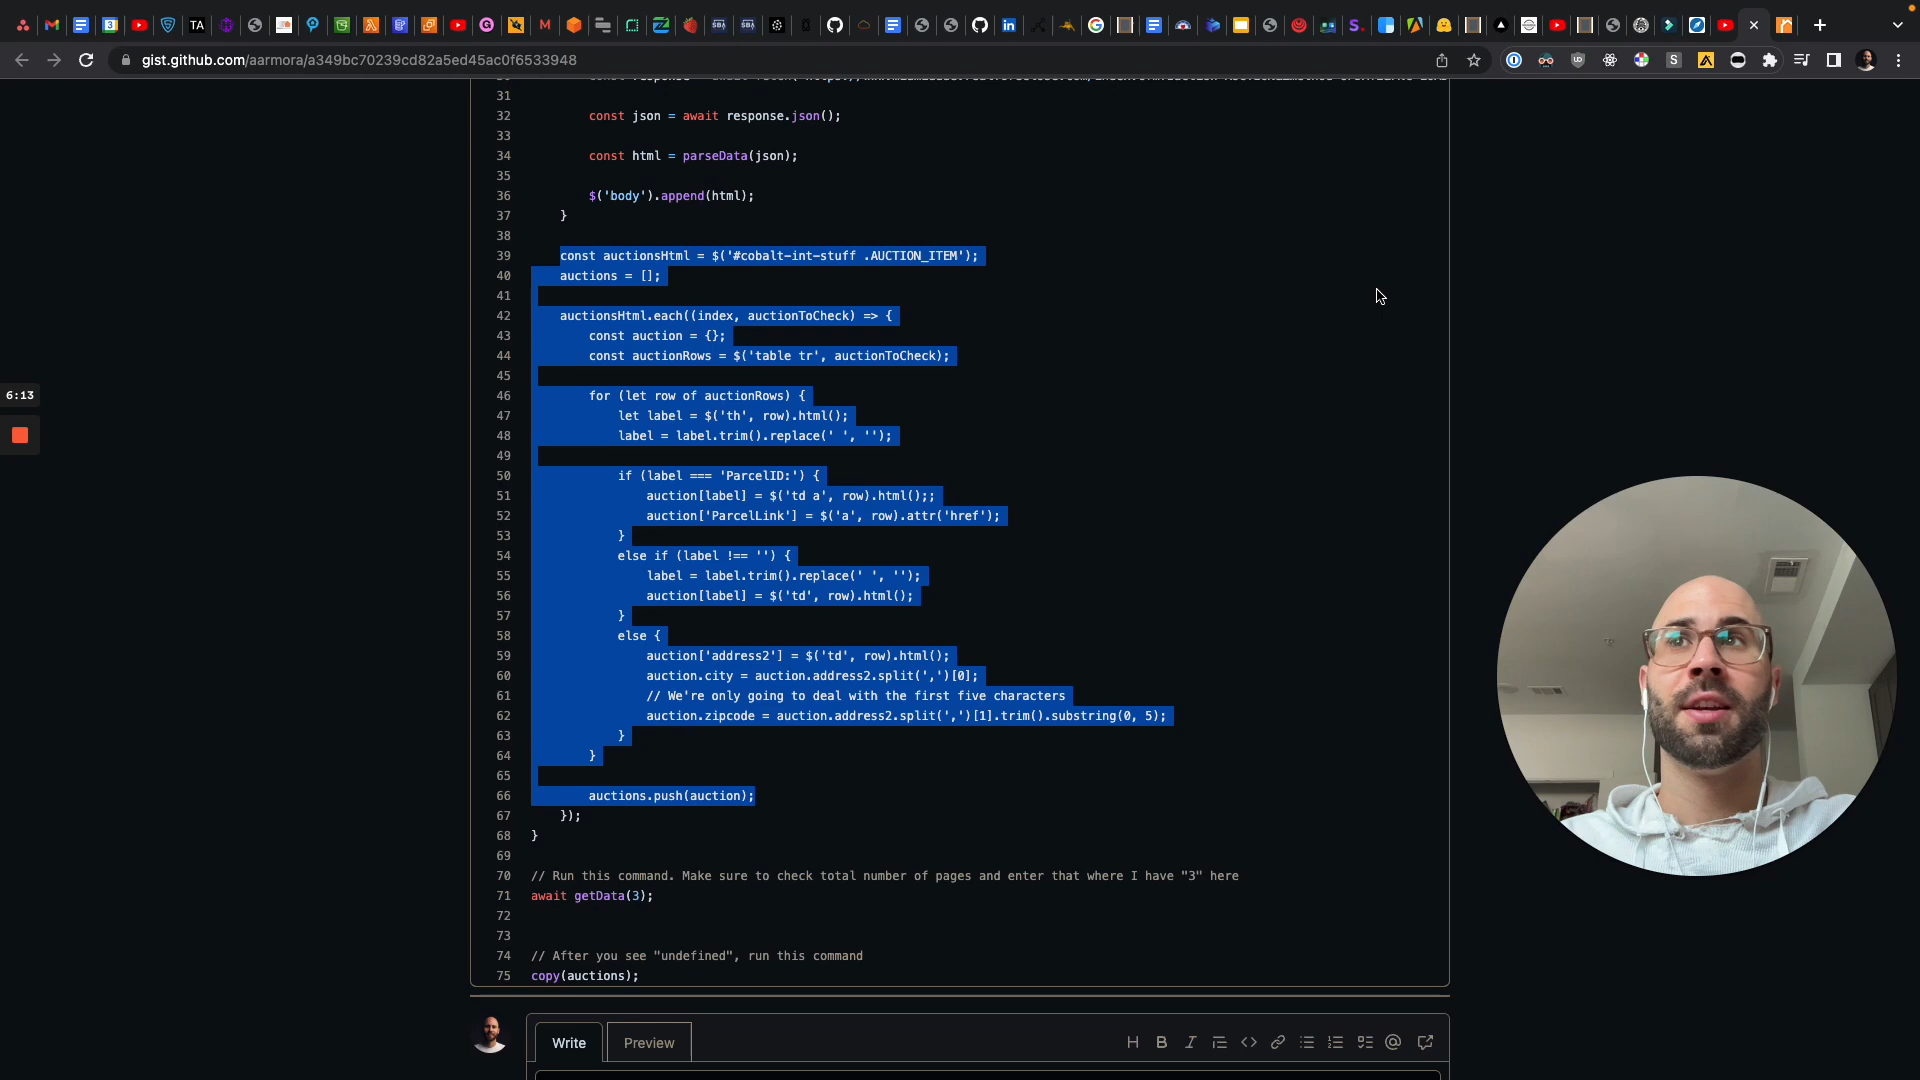 gist.github.com/aarmora/a349bc70239cd82a5ed45ac0f6533948
31
32 const json = await response.json();
33
34 const html = parseData(json);
35
36 $('body').append(html);
37 }
38
39 const auctionsHtml = $('#cobalt-int-stuff .AUCTION_ITEM');
40 auctions = [];
41
42 auctionsHtml.each((index, auctionToCheck) => {
43 const auction = {};
44 const auctionRows = $('table tr', auctionToCheck);
45
46 for (let row of auctionRows) {
47 let label = $('th', row).html();
48 label = label.trim().replace(' ', '');
49
50 if (label === 'ParcelID:') {
51 auction[label] = $('td a', row).html();;
52 auction['ParcelLink'] = $('a', row).attr('href');
53 }
54 else if (label !== '') {
55 label = label.trim().replace(' ', '');
56 auction[label] = $('td', row).html();
57 }
58 else {
59 auction['address2'] = $('td', row).html();
60 auction.city = auction.address2.split(',')[0];
61 // We're only going to deal with the first five characters
62 auction.zipcode = auction.address2.split(',')[1].trim().substring(0, 5);
63 }
64 }
65
66 auctions.push(auction);
67 });
68 }
69
70 // Run this command. Make sure to check total number of pages and enter that where I have "3" here
71 await getData(3);
72
73
74 // After you see "undefined", run this command
75 copy(auctions);
6:13
Write Preview